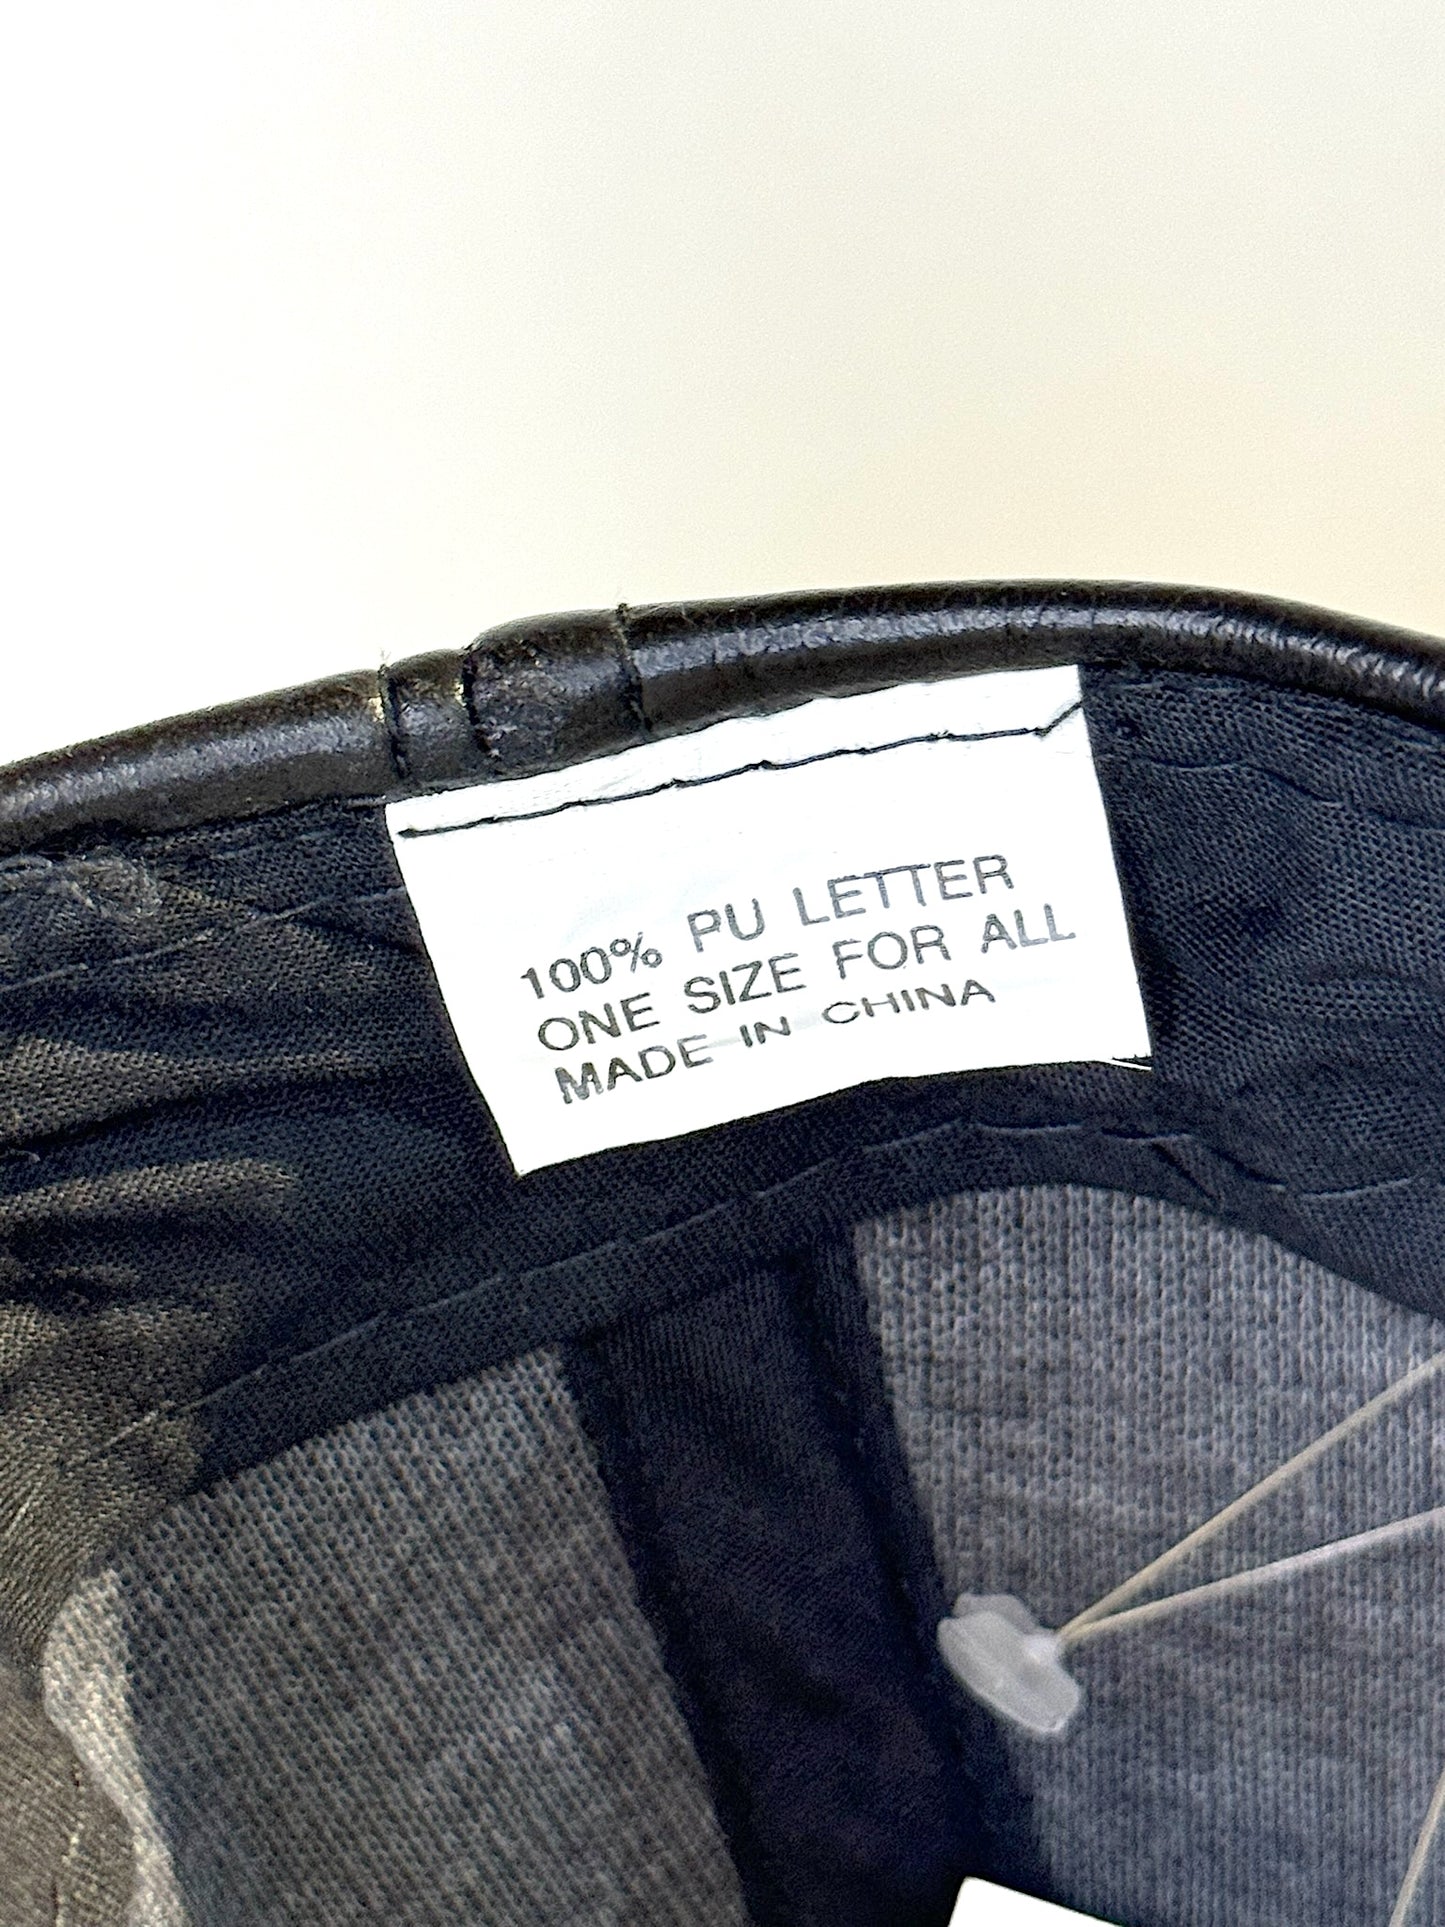 100% PU LETTER
ONE SIZE FOR ALL
MADE IN CHINA